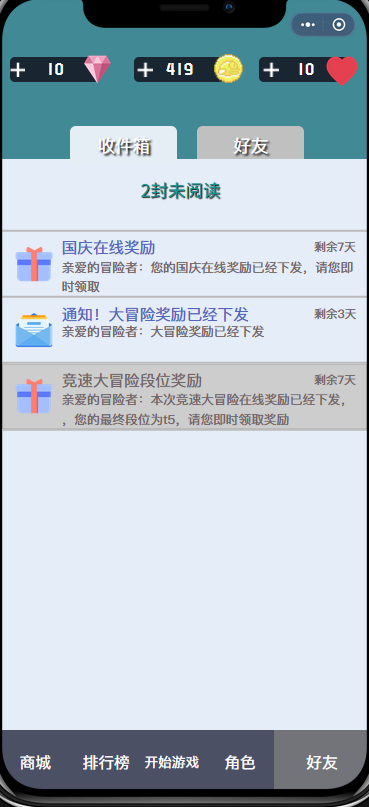 10 419 10
收件箱 好友
2封未阅读
国庆在线奖励 剩余7天
亲爱的冒险者：您的国庆在线奖励已经下发，请您即
时领取
通知！大冒险奖励已经下发 剩余3天
亲爱的冒险者：大冒险奖励已经下发
竞速大冒险段位奖励 剩余7天
亲爱的冒险者：本次竞速大冒险在线奖励已经下发，
，您的最终段位为t5，请您即时领取奖励
商城 排行榜 开始游戏 角色 好友